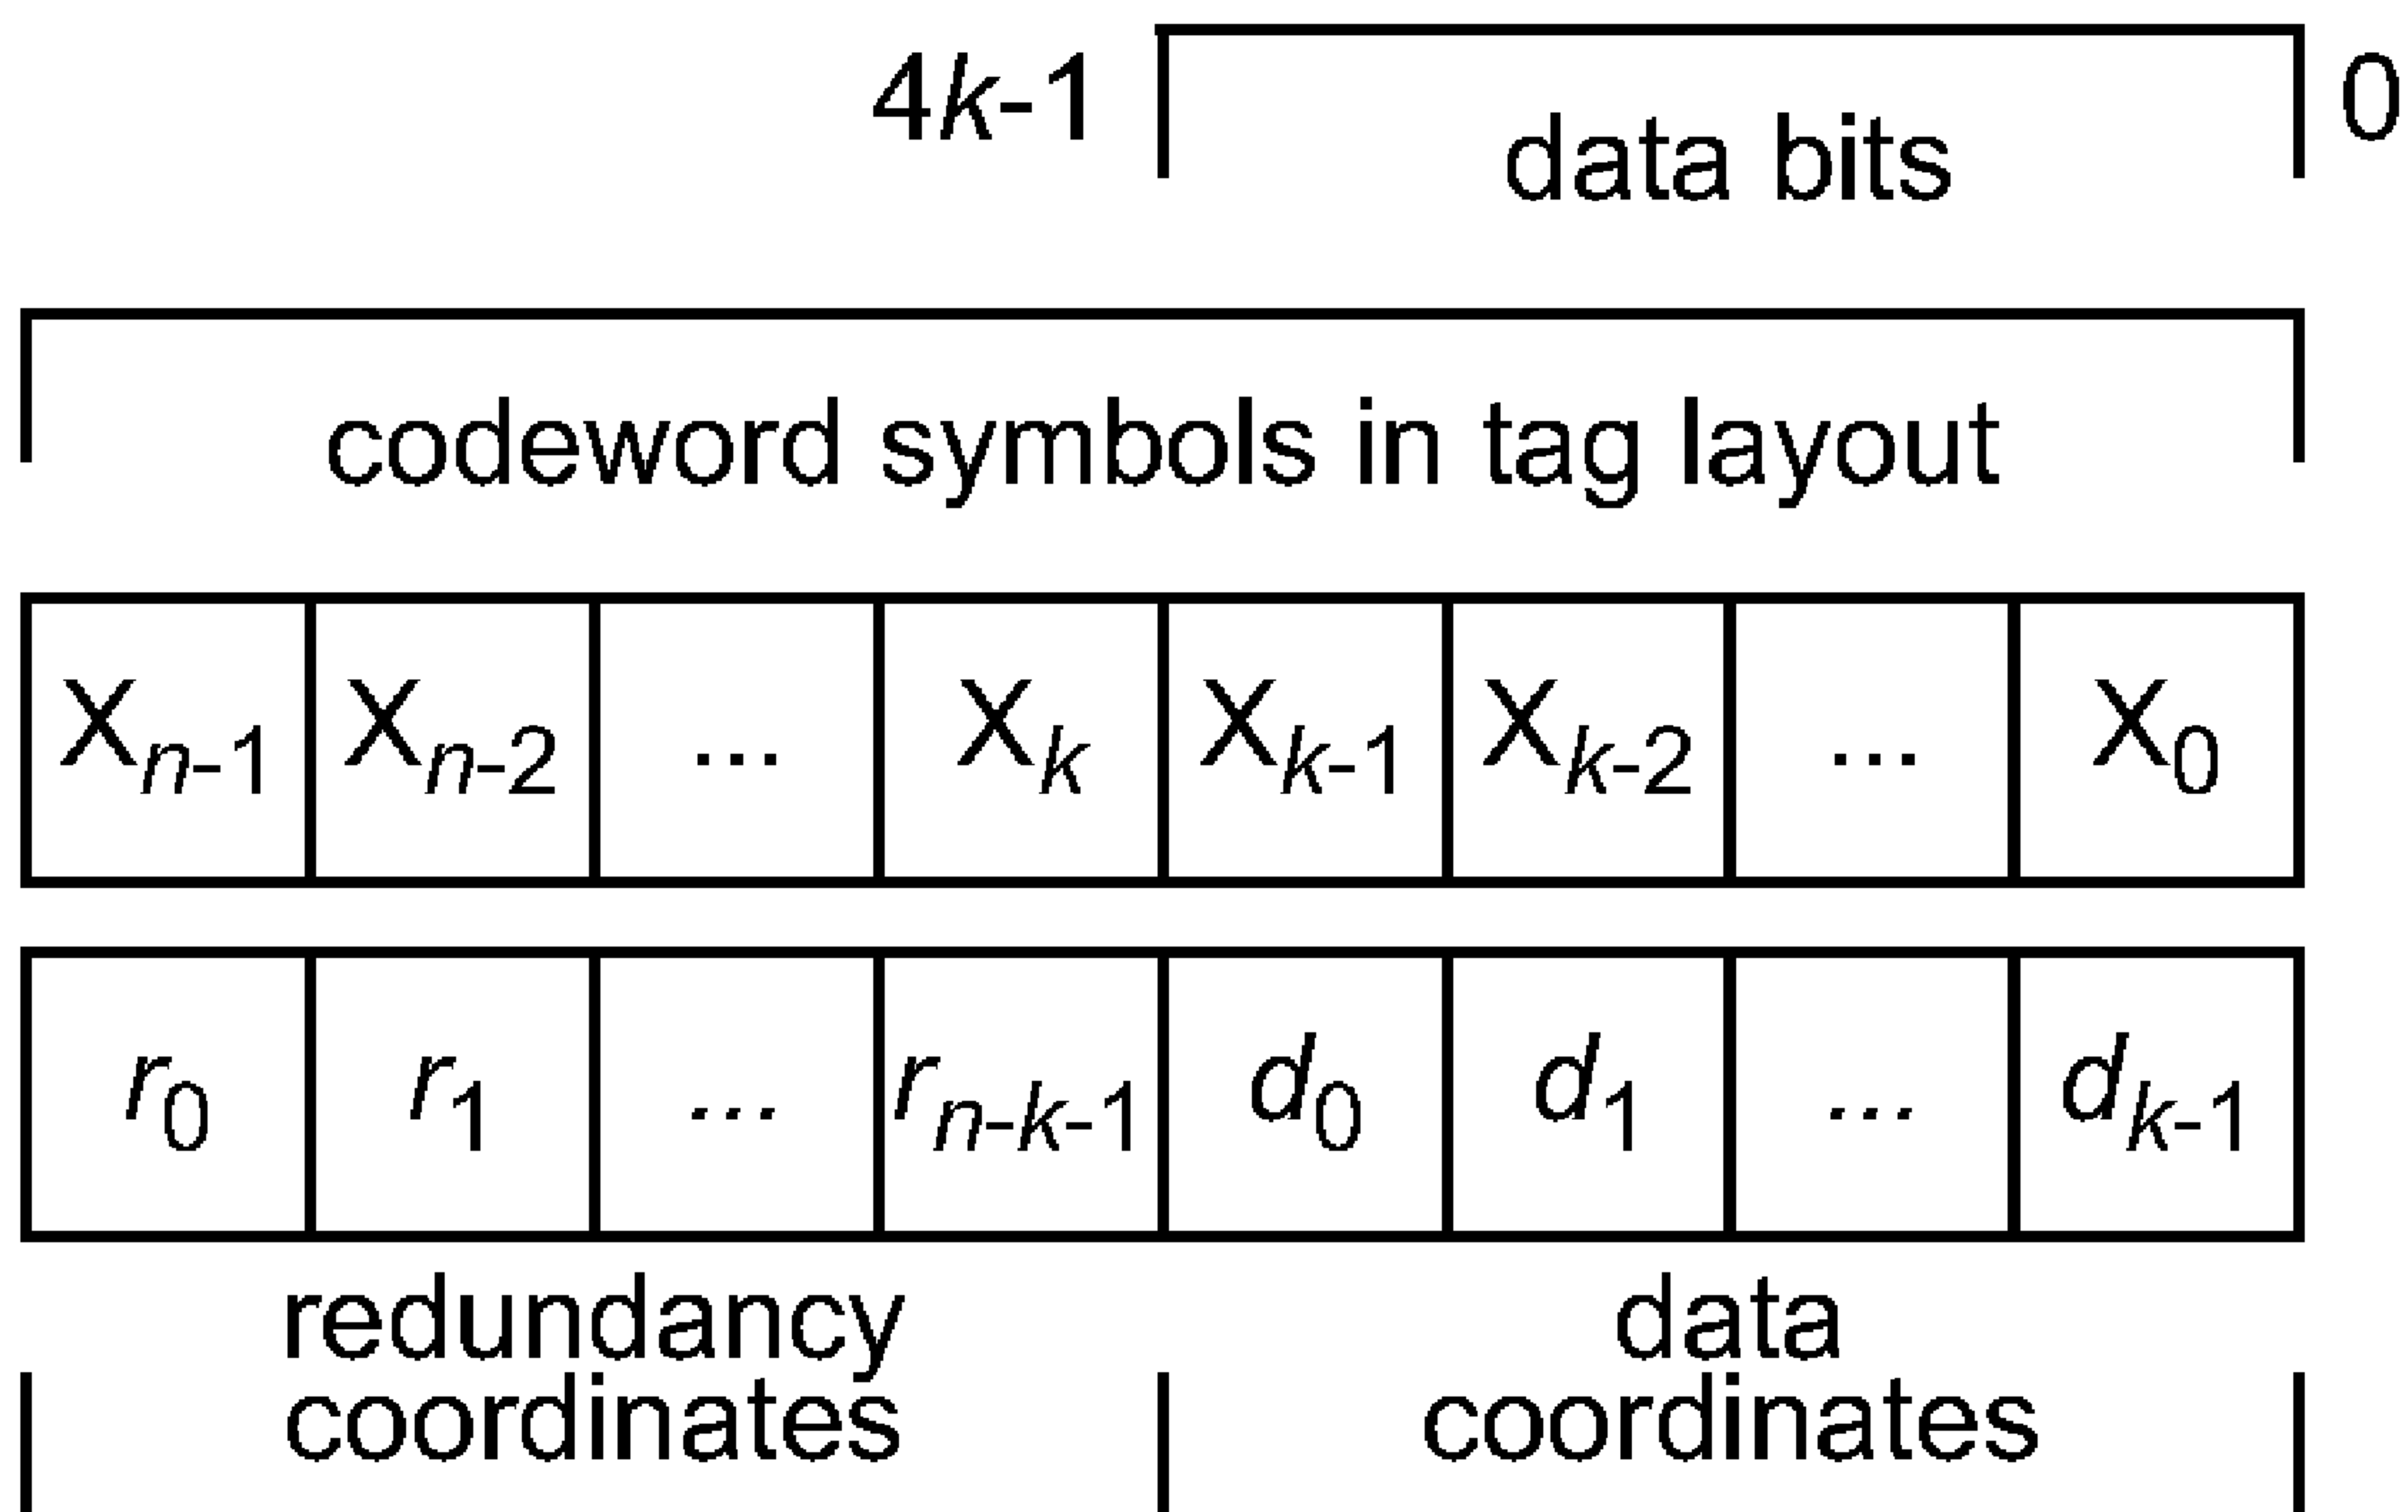 4k-1 data bits 0
codeword symbols in tag layout
Xn-1 Xn-2 ... Xk Xk-1 Xk-2 ... X0
r0 r1 ... rn-k-1 d0 d1 ... dk-1
redundancy coordinates
data coordinates